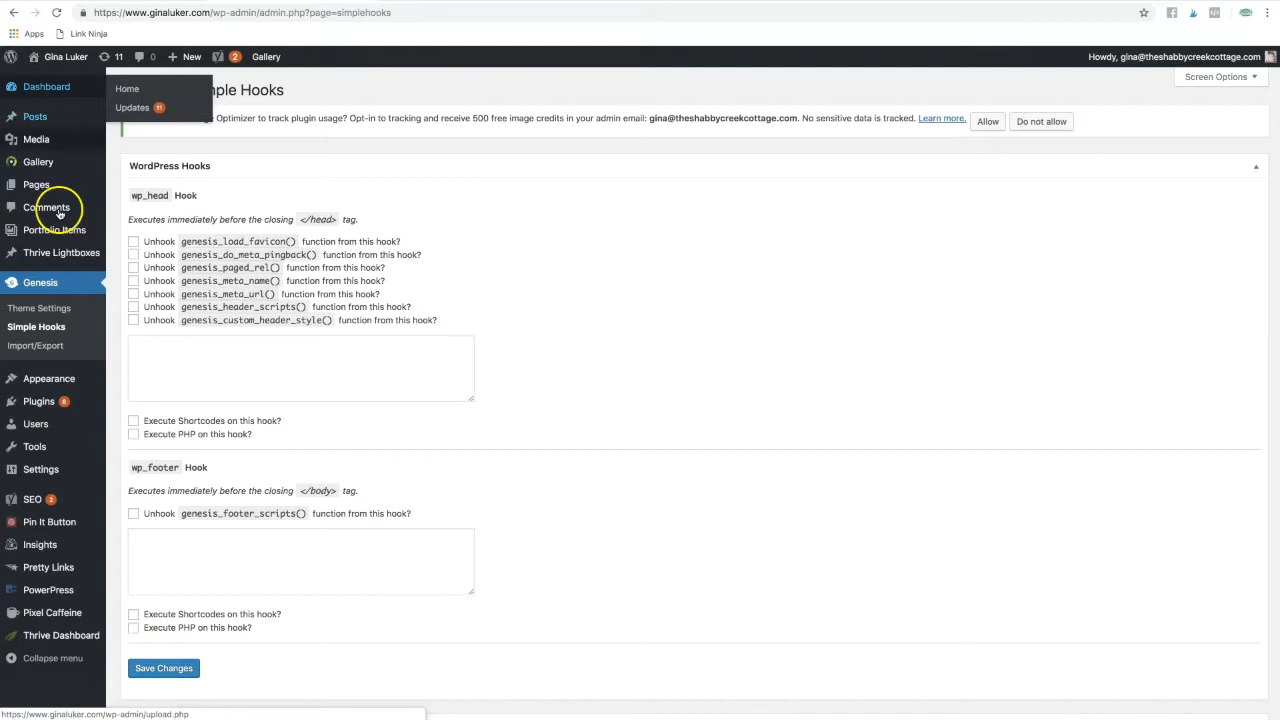 https://www.ginaluker.com/wp-admin/admin.php?page=simplehooks
Apps
Link Ninja
Gina Luker
11
0
New
2
Gallery
Howdy, gina@theshabbycreekcottage.com
Dashboard
Home
Updates 11
Posts
Media
Gallery
Pages
Comments
Portfolio Items
Thrive Lightboxes
Genesis
Theme Settings
Simple Hooks
Import/Export
Appearance
Plugins 6
Users
Tools
Settings
SEO 2
Pin It Button
Insights
Pretty Links
PowerPress
Pixel Caffeine
Thrive Dashboard
Collapse menu
Screen Options
Hooks
Optimizer to track plugin usage? Opt-in to tracking and receive 500 free image credits in your admin email: gina@theshabbycreekcottage.com. No sensitive data is tracked. Learn more.
Allow
Do not allow
WordPress Hooks
wp_head Hook
Executes immediately before the closing </head> tag.
Unhook genesis_load_favicon() function from this hook?
Unhook genesis_do_meta_pingback() function from this hook?
Unhook genesis_paged_rel() function from this hook?
Unhook genesis_meta_name() function from this hook?
Unhook genesis_meta_url() function from this hook?
Unhook genesis_header_scripts() function from this hook?
Unhook genesis_custom_header_style() function from this hook?
Execute Shortcodes on this hook?
Execute PHP on this hook?
wp_footer Hook
Executes immediately before the closing </body> tag.
Unhook genesis_footer_scripts() function from this hook?
Execute Shortcodes on this hook?
Execute PHP on this hook?
Save Changes
https://www.ginaluker.com/wp-admin/upload.php